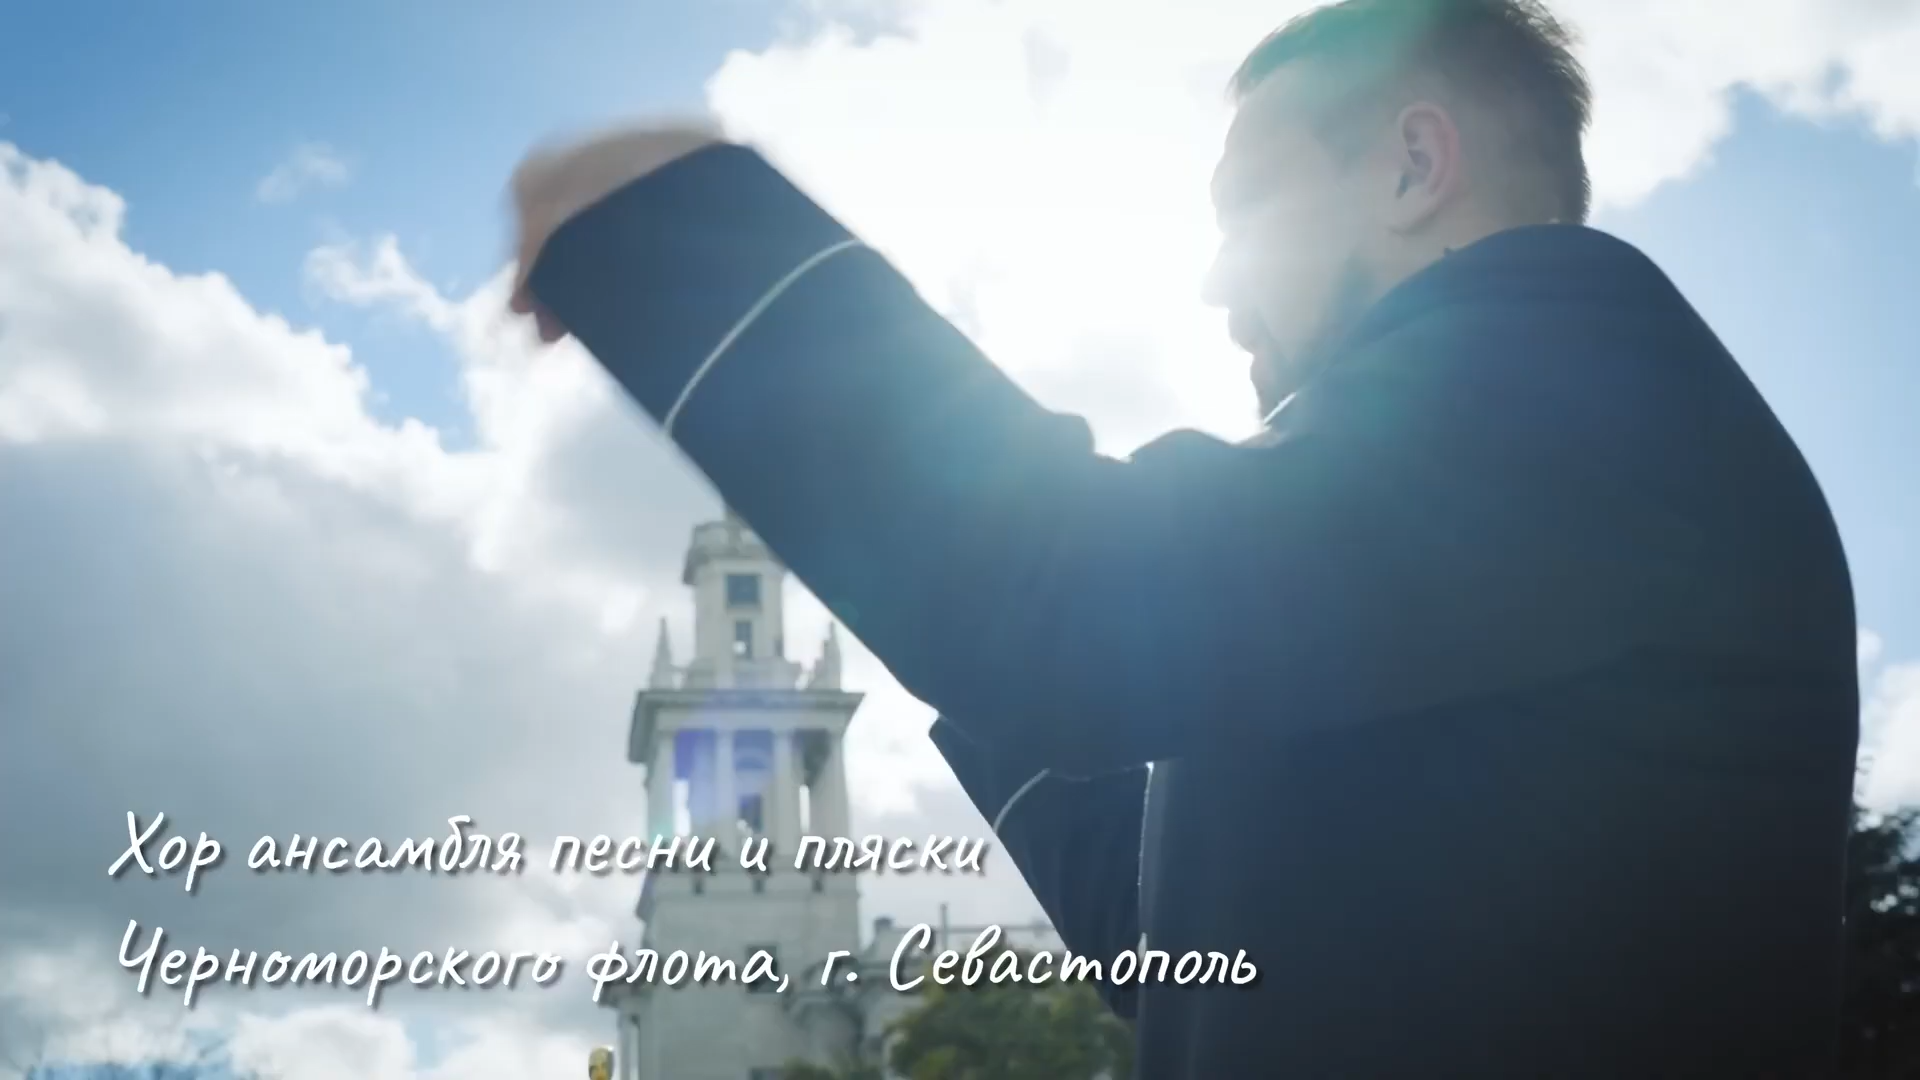 Хор ансамбля песни и пляски
Черноморского флота, г. Севастополь